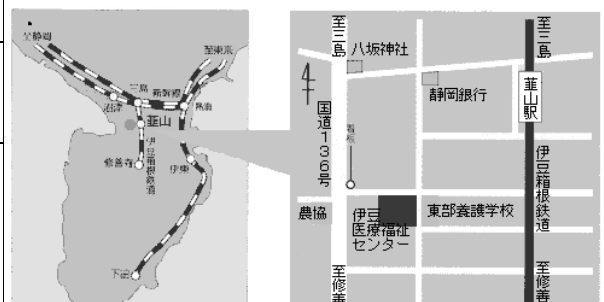 至静岡
至東京
三島
新幹線
沼津
熱海
韮山
伊豆箱根鉄道
修善寺
伊東
下田
至三島
至三島
八坂神社
静岡銀行
韮山駅
国道136号
看板
伊豆箱根鉄道
農協
伊豆
医療福祉
センター
東部養護学校
至修善
至修善